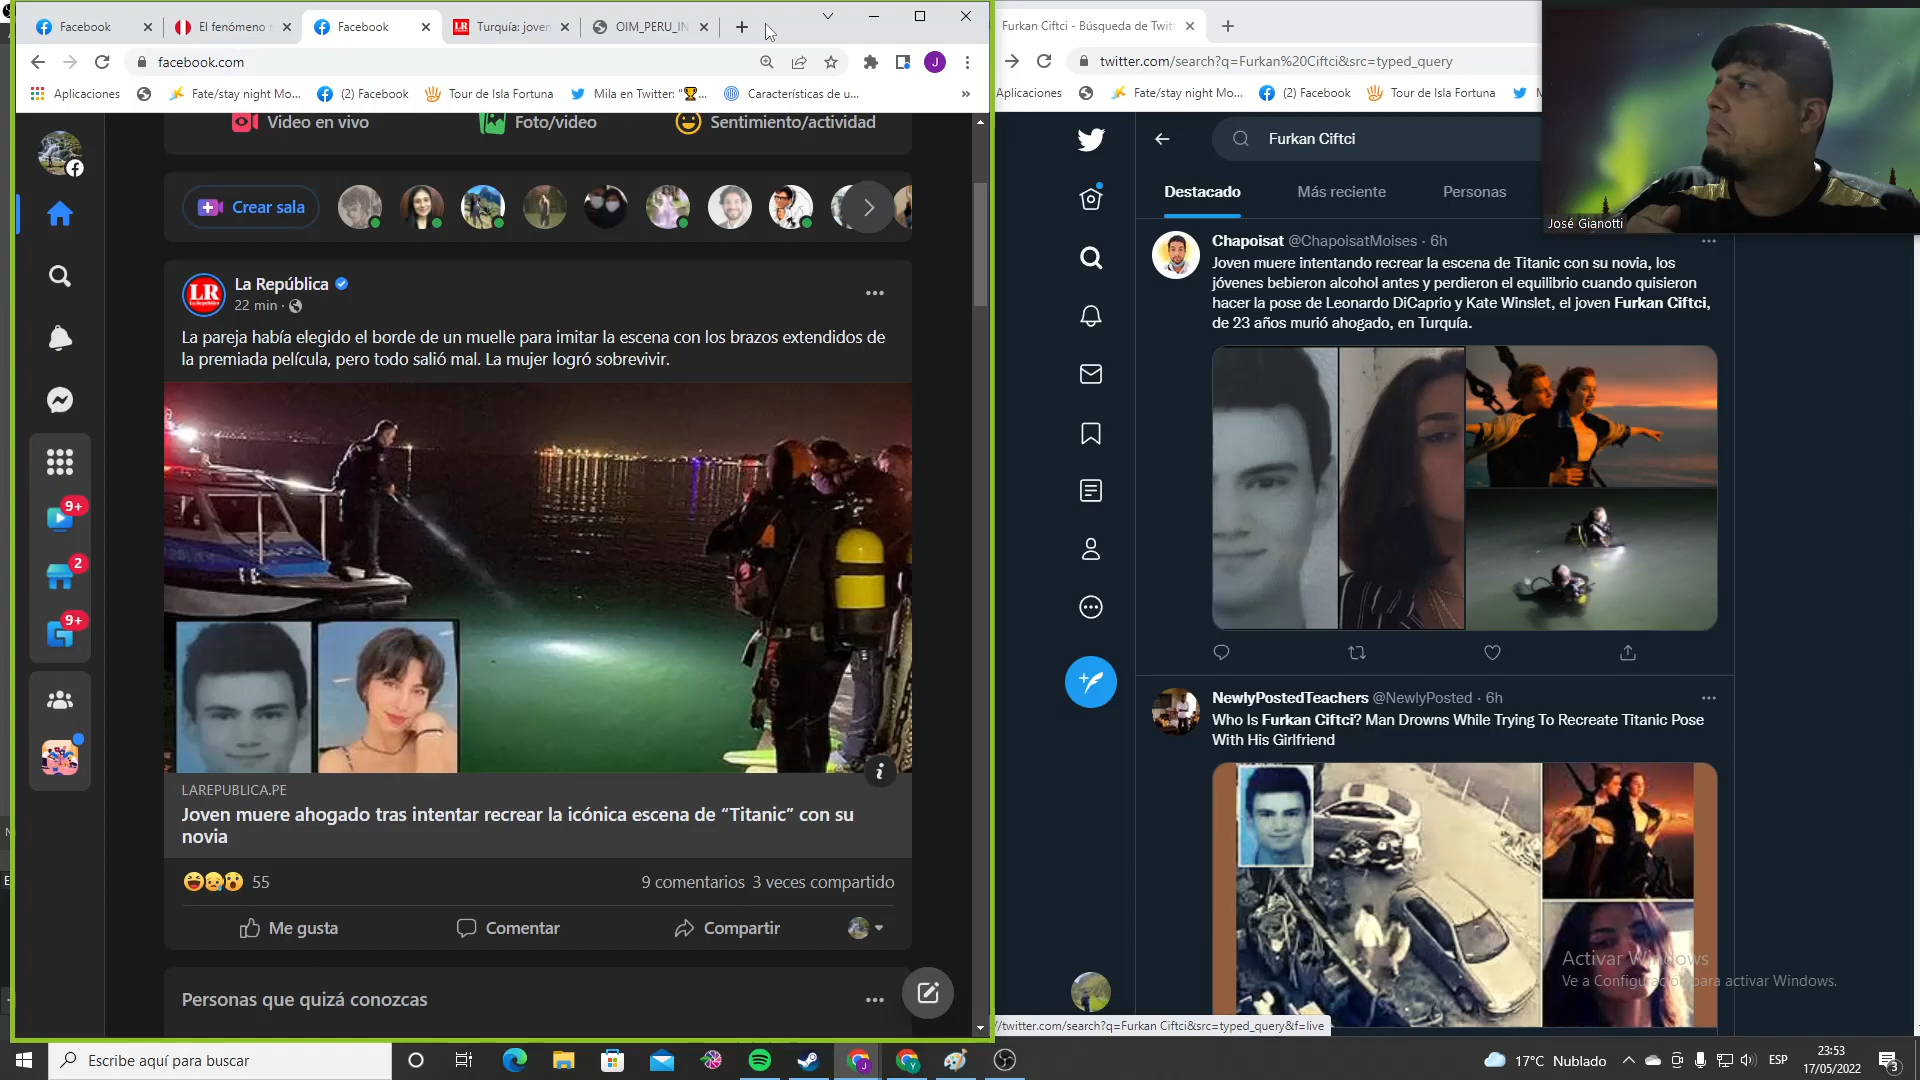 Facebook
El fenómeno
Facebook
Turquía: joven
OIM_PERU_IN
facebook.com
Aplicaciones
Fate/stay night Mo...
(2) Facebook
Tour de Isla Fortuna
Mila en Twitter: "🏆...
Características de u...
»
Video en vivo
Foto/video
Sentimiento/actividad
Crear sala
La República
22 min ·
La pareja había elegido el borde de un muelle para imitar la escena con los brazos extendidos de
la premiada película, pero todo salió mal. La mujer logró sobrevivir.
LR
LAREPUBLICA.PE
Joven muere ahogado tras intentar recrear la icónica escena de “Titanic” con su
novia
55
9 comentarios 3 veces compartido
Me gusta
Comentar
Compartir
Personas que quizá conozcas
9+
2
9+
Furkan Ciftci - Búsqueda de Twitt
twitter.com/search?q=Furkan%20Ciftci&src=typed_query
Aplicaciones
Fate/stay night Mo...
(2) Facebook
Tour de Isla Fortuna
José Gianotti
Furkan Ciftci
Destacado
Más reciente
Personas
Chapoisat @ChapoisatMoises · 6h
Joven muere intentando recrear la escena de Titanic con su novia, los
jóvenes bebieron alcohol antes y perdieron el equilibrio cuando quisieron
hacer la pose de Leonardo DiCaprio y Kate Winslet, el joven Furkan Ciftci,
de 23 años murió ahogado, en Turquía.
NewlyPostedTeachers @NewlyPosted · 6h
Who Is Furkan Ciftci? Man Drowns While Trying To Recreate Titanic Pose
With His Girlfriend
Activar Windows
Ve a Configuración para activar Windows.
//twitter.com/search?q=Furkan Ciftci&src=typed_query&f=live
Escribe aquí para buscar
17°C Nublado
ESP
23:53
17/05/2022
3